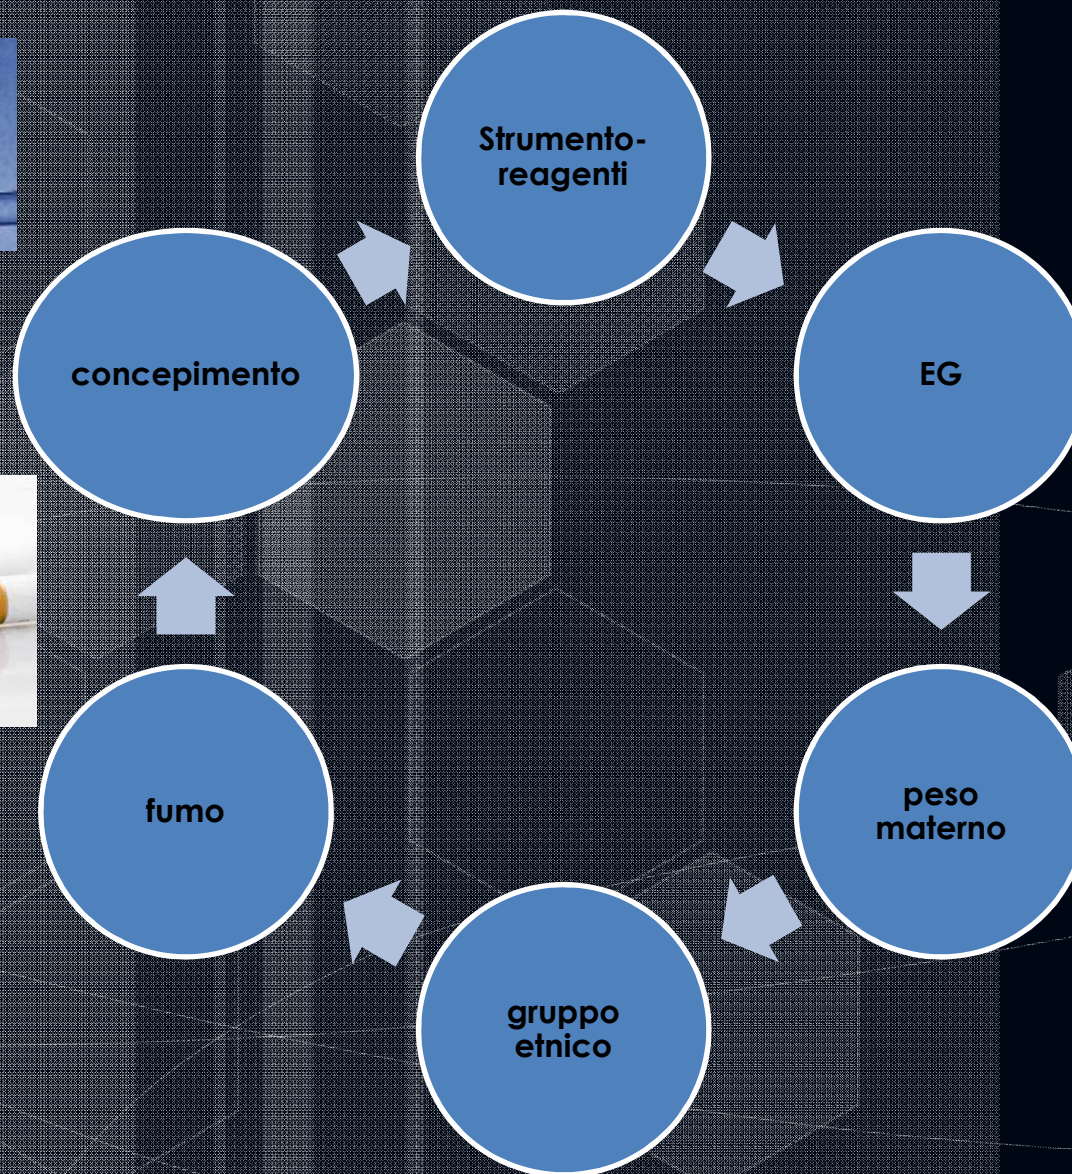 Strumento-
reagenti
EG
peso
materno
gruppo
etnico
fumo
concepimento